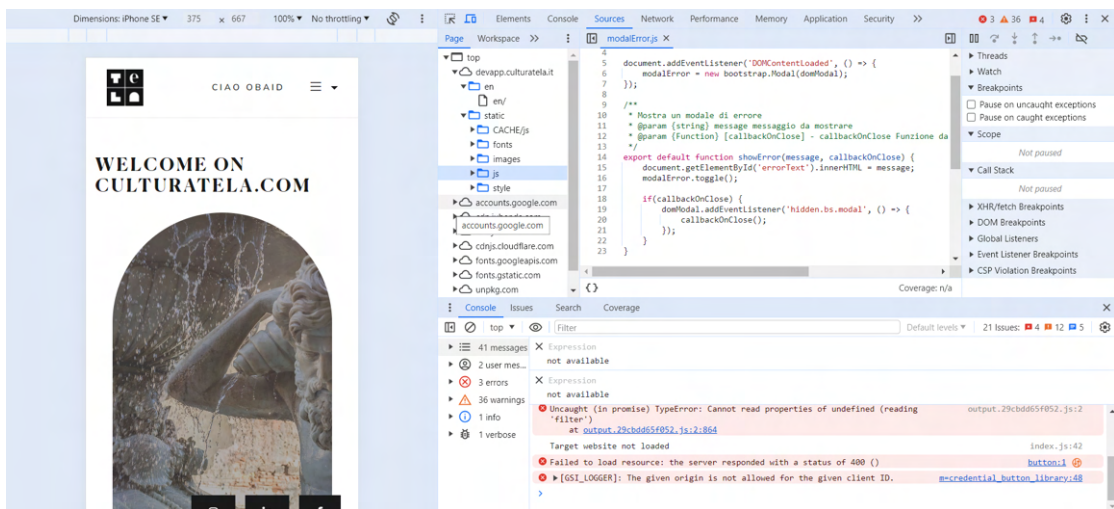 Dimensions: iPhone SE ▼ 375 x 667 100% ▼ No throttling ▼
Elements Console Sources Network Performance Memory Application Security >> 3 36 4
Page Workspace >> modalError.js ×
top
devapp.culturatela.it
en
en/
static
CACHE/js
fonts
images
js
style
accounts.google.com
accounts.google.com
cdnjs.cloudflare.com
fonts.googleapis.com
fonts.gstatic.com
unpkg.com
4
5 document.addEventListener('DOMContentLoaded', () => {
6 modalError = new bootstrap.Modal(domModal);
7 });
8
9 /**
10 * Mostra un modale di errore
11 * @param {string} message messaggio da mostrare
12 * @param {Function} [callbackOnClose] - callbackOnClose Funzione da
13 */
14 export default function showError(message, callbackOnClose) {
15 document.getElementById('errorText').innerHTML = message;
16 modalError.toggle();
17
18 if(callbackOnClose) {
19 domModal.addEventListener('hidden.bs.modal', () => {
20 callbackOnClose();
21 });
22 }
23 }
{} Coverage: n/a
Threads
Watch
Breakpoints
Pause on uncaught exceptions
Pause on caught exceptions
Scope
Not paused
Call Stack
Not paused
XHR/fetch Breakpoints
DOM Breakpoints
Global Listeners
Event Listener Breakpoints
CSP Violation Breakpoints
Te
La
CIAO OBAID
WELCOME ON
CULTURATELA.COM
Console Issues Search Coverage
top ▼ Filter Default levels ▼ 21 Issues: 4 12 5
41 messages
2 user mes...
3 errors
36 warnings
1 info
1 verbose
Expression
not available
Expression
not available
Uncaught (in promise) TypeError: Cannot read properties of undefined (reading output.29cbdd65f052.js:2
'filter')
at output.29cbdd65f052.js:2:864
Target website not loaded index.js:42
Failed to load resource: the server responded with a status of 400 () button:1
[GSI_LOGGER]: The given origin is not allowed for the given client ID. m=credential_button_library:48